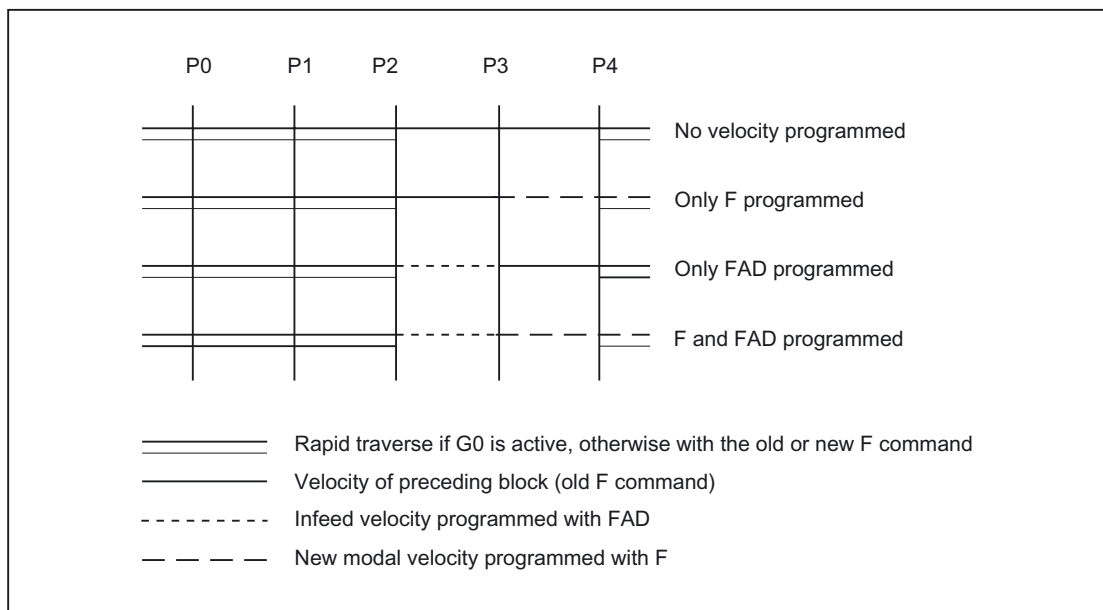 P0 P1 P2 P3 P4
No velocity programmed
Only F programmed
Only FAD programmed
F and FAD programmed
Rapid traverse if G0 is active, otherwise with the old or new F command
Velocity of preceding block (old F command)
Infeed velocity programmed with FAD
New modal velocity programmed with F